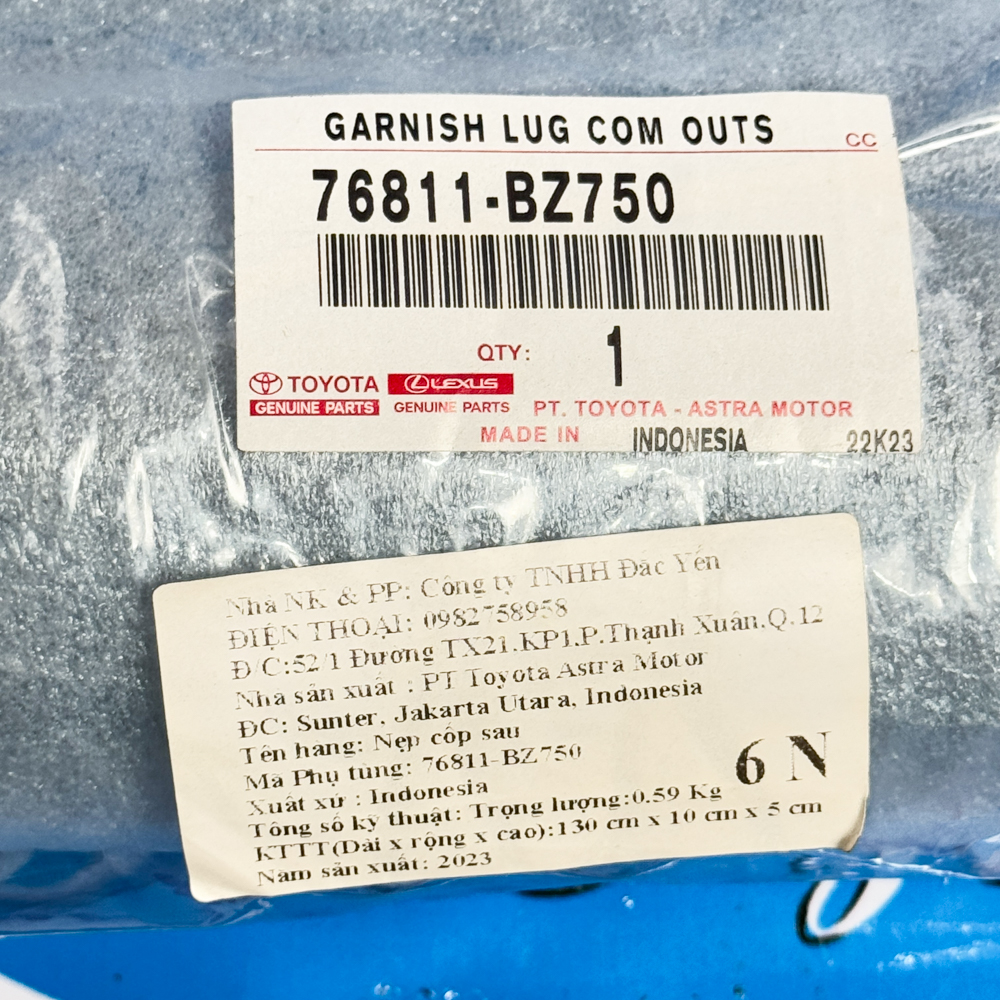 GARNISH LUG COM OUTS
CC
76811-BZ750
QTY: 1
TOYOTA LEXUS
GENUINE PARTS GENUINE PARTS PT. TOYOTA - ASTRA MOTOR
MADE IN INDONESIA 22K23
Nhà NK & PP: Công ty TNHH Đắc Yến
ĐIỆN THOẠI: 0982758958
Đ/C:52/1 Đường TX21.KP1.P.Thạnh Xuân.Q.12
Nhà sản xuất : PT Toyota Astra Motor
ĐC: Sunter, Jakarta Utara, Indonesia
Tên hàng: Nẹp cốp sau
Mã Phụ tùng: 76811-BZ750
Xuất xứ : Indonesia
6 N
Tông số kỹ thuật: Trọng lượng:0.59 Kg
KTTT(Dài x rộng x cao):130 cm x 10 cm x 5 cm
Năm sản xuất: 2023